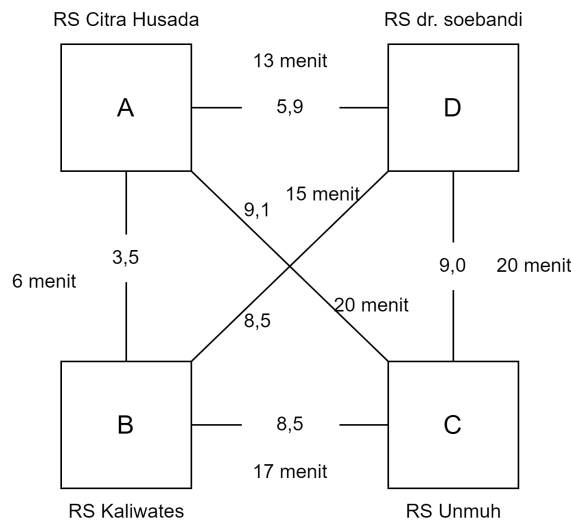 RS Citra Husada
RS dr. soebandi
13 menit
A
5,9
D
15 menit
9,1
3,5
6 menit
9,0
20 menit
20 menit
8,5
B
8,5
C
17 menit
RS Kaliwates
RS Unmuh